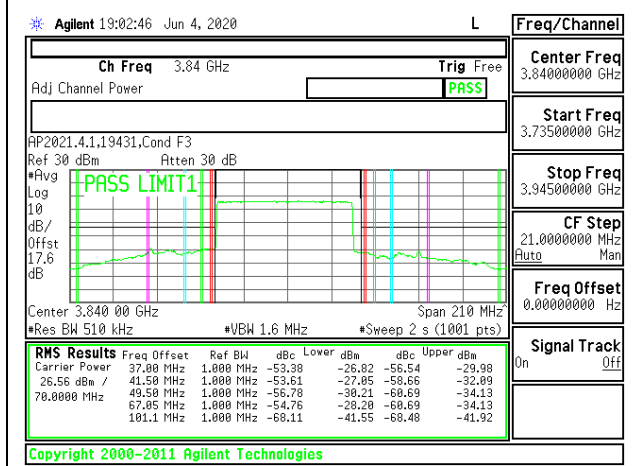 Agilent 19:02:46 Jun 4, 2020 L
Freq/Channel
Ch Freq 3.84 GHz Trig Free
Adj Channel Power PASS
Center Freq
3.84000000 GHz
Start Freq
3.73500000 GHz
Stop Freq
3.94500000 GHz
CF Step
21.0000000 MHz
Auto Man
Freq Offset
0.00000000 Hz
Signal Track
On Off
AP2021.4.1,19431,Cond F3
Ref 30 dBm Atten 30 dB
#Avg
Log
10
dB/
Offst
17.6
dB
PASS LIMIT1
Center 3.840 00 GHz Span 210 MHz^
#Res BW 510 kHz #VBW 1.6 MHz #Sweep 2 s (1001 pts)
RMS Results Freq Offset Ref BW dBc Lower dBm dBc Upper dBm
Carrier Power 37.00 MHz 1.000 MHz -53.38 -26.82 -56.54 -29.98
26.56 dBm / 41.50 MHz 1.000 MHz -53.61 -27.05 -58.66 -32.09
70.0000 MHz 49.50 MHz 1.000 MHz -56.78 -30.21 -60.69 -34.13
67.05 MHz 1.000 MHz -54.76 -28.20 -60.69 -34.13
101.1 MHz 1.000 MHz -68.11 -41.55 -68.48 -41.92
Copyright 2000-2011 Agilent Technologies